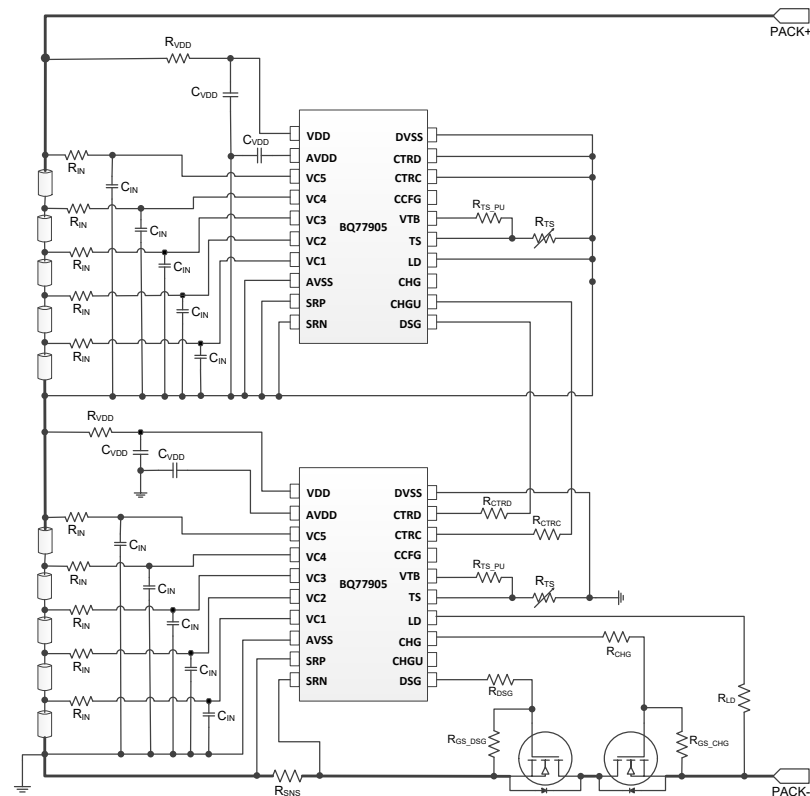 PACK+
RVDD
CVDD
CVDD
VDD
AVDD
VC5
VC4
VC3
VC2
VC1
AVSS
SRP
SRN
BQ77905
DVSS
CTRD
CTRC
CCFG
VTB
TS
LD
CHG
CHGU
DSG
RIN
CIN
RIN
CIN
RIN
CIN
RIN
CIN
RIN
CIN
RTS_PU
RTS
RVDD
CVDD
CVDD
VDD
AVDD
VC5
VC4
VC3
VC2
VC1
AVSS
SRP
SRN
BQ77905
DVSS
CTRD
CTRC
CCFG
VTB
TS
LD
CHG
CHGU
DSG
RCTRD
RCTRC
RIN
CIN
RIN
CIN
RIN
CIN
RIN
CIN
RIN
CIN
RTS_PU
RTS
RCHG
RDSG
RLD
RGS_DSG
RGS_CHG
RSNS
PACK-